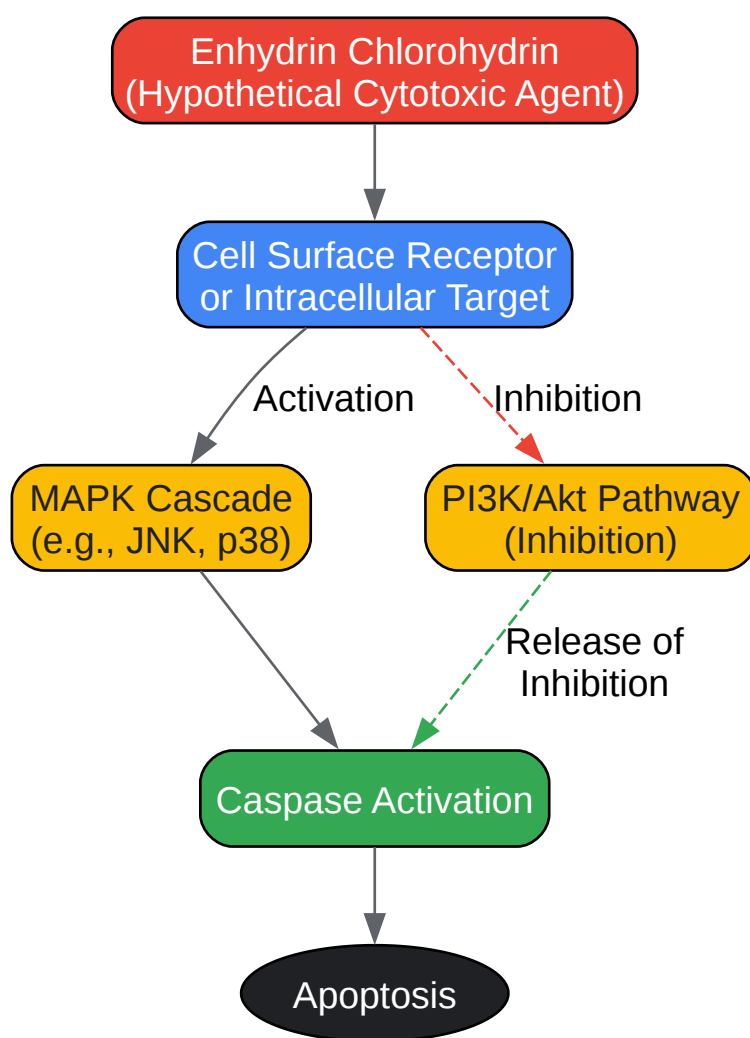 Enhydrin Chlorohydrin
(Hypothetical Cytotoxic Agent)
Cell Surface Receptor
or Intracellular Target
Activation
Inhibition
MAPK Cascade
(e.g., JNK, p38)
PI3K/Akt Pathway
(Inhibition)
Release of
Inhibition
Caspase Activation
Apoptosis